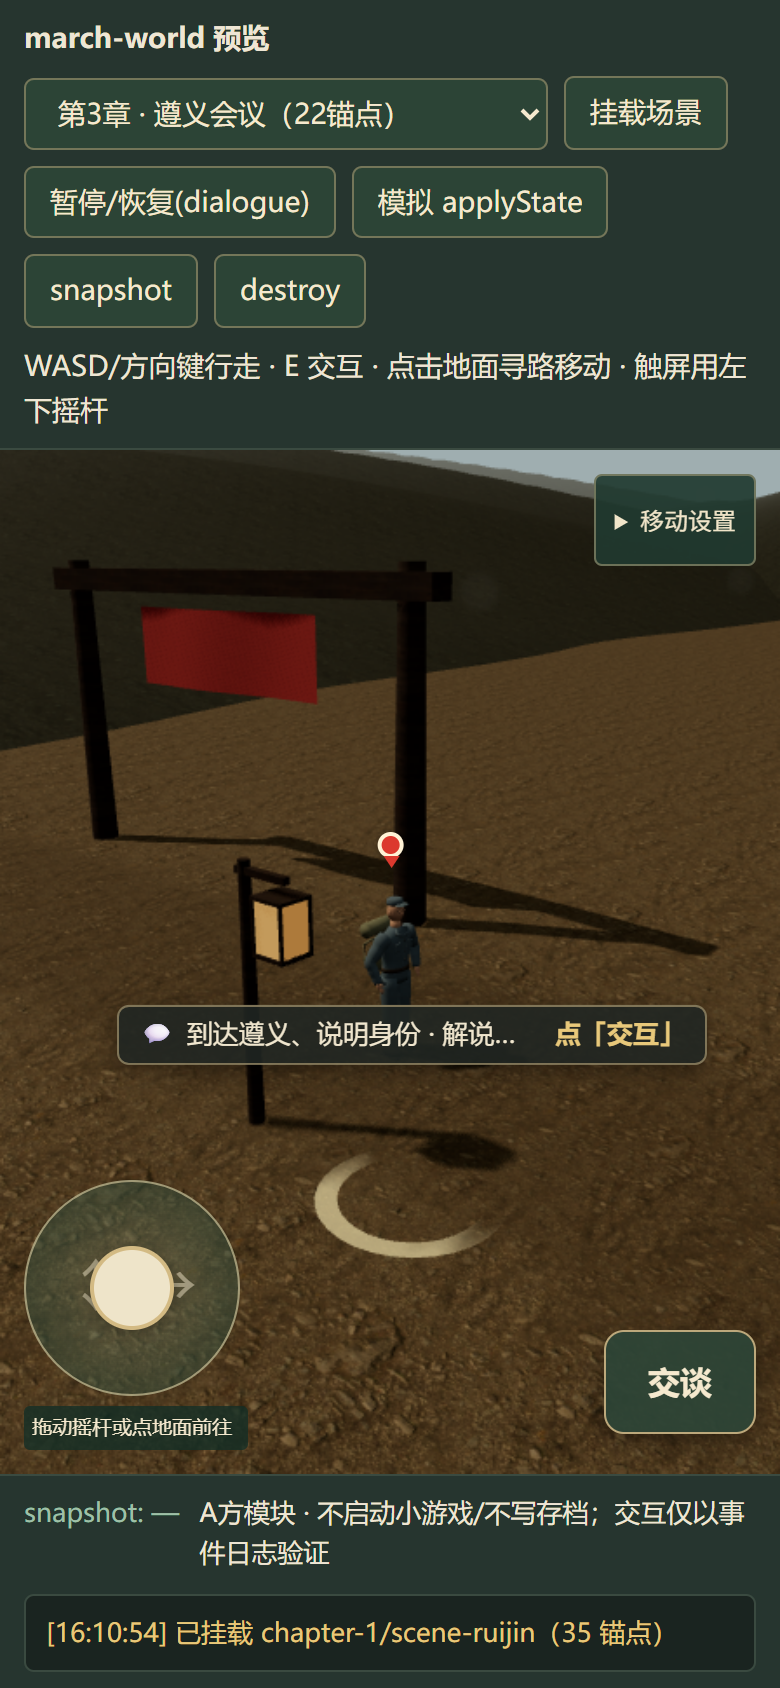 march-world 预览
第3章 · 遵义会议（22锚点）
挂载场景
暂停/恢复(dialogue)
模拟 applyState
snapshot
destroy
WASD/方向键行走 · E 交互 · 点击地面寻路移动 · 触屏用左
下摇杆
▶ 移动设置
到达遵义、说明身份 · 解说... 点「交互」
交谈
拖动摇杆或点地面前往
snapshot: —
A方模块 · 不启动小游戏/不写存档；交互仅以事
件日志验证
[16:10:54] 已挂载 chapter-1/scene-ruijin（35 锚点）